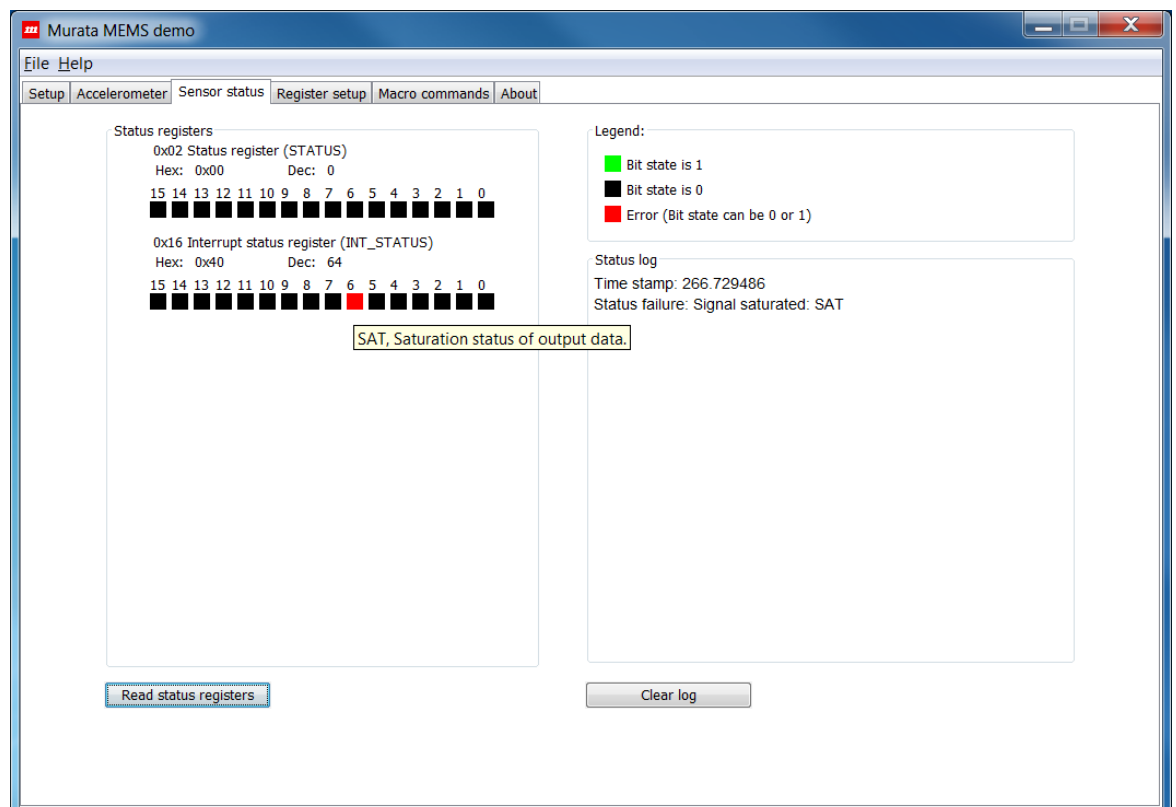 Murata MEMS demo
File Help
Setup Accelerometer Sensor status Register setup Macro commands About
Status registers
0x02 Status register (STATUS)
Hex: 0x00 Dec: 0
15 14 13 12 11 10 9 8 7 6 5 4 3 2 1 0
0x16 Interrupt status register (INT_STATUS)
Hex: 0x40 Dec: 64
15 14 13 12 11 10 9 8 7 6 5 4 3 2 1 0
SAT, Saturation status of output data.
Read status registers
Legend:
Bit state is 1
Bit state is 0
Error (Bit state can be 0 or 1)
Status log
Time stamp: 266.729486
Status failure: Signal saturated: SAT
Clear log